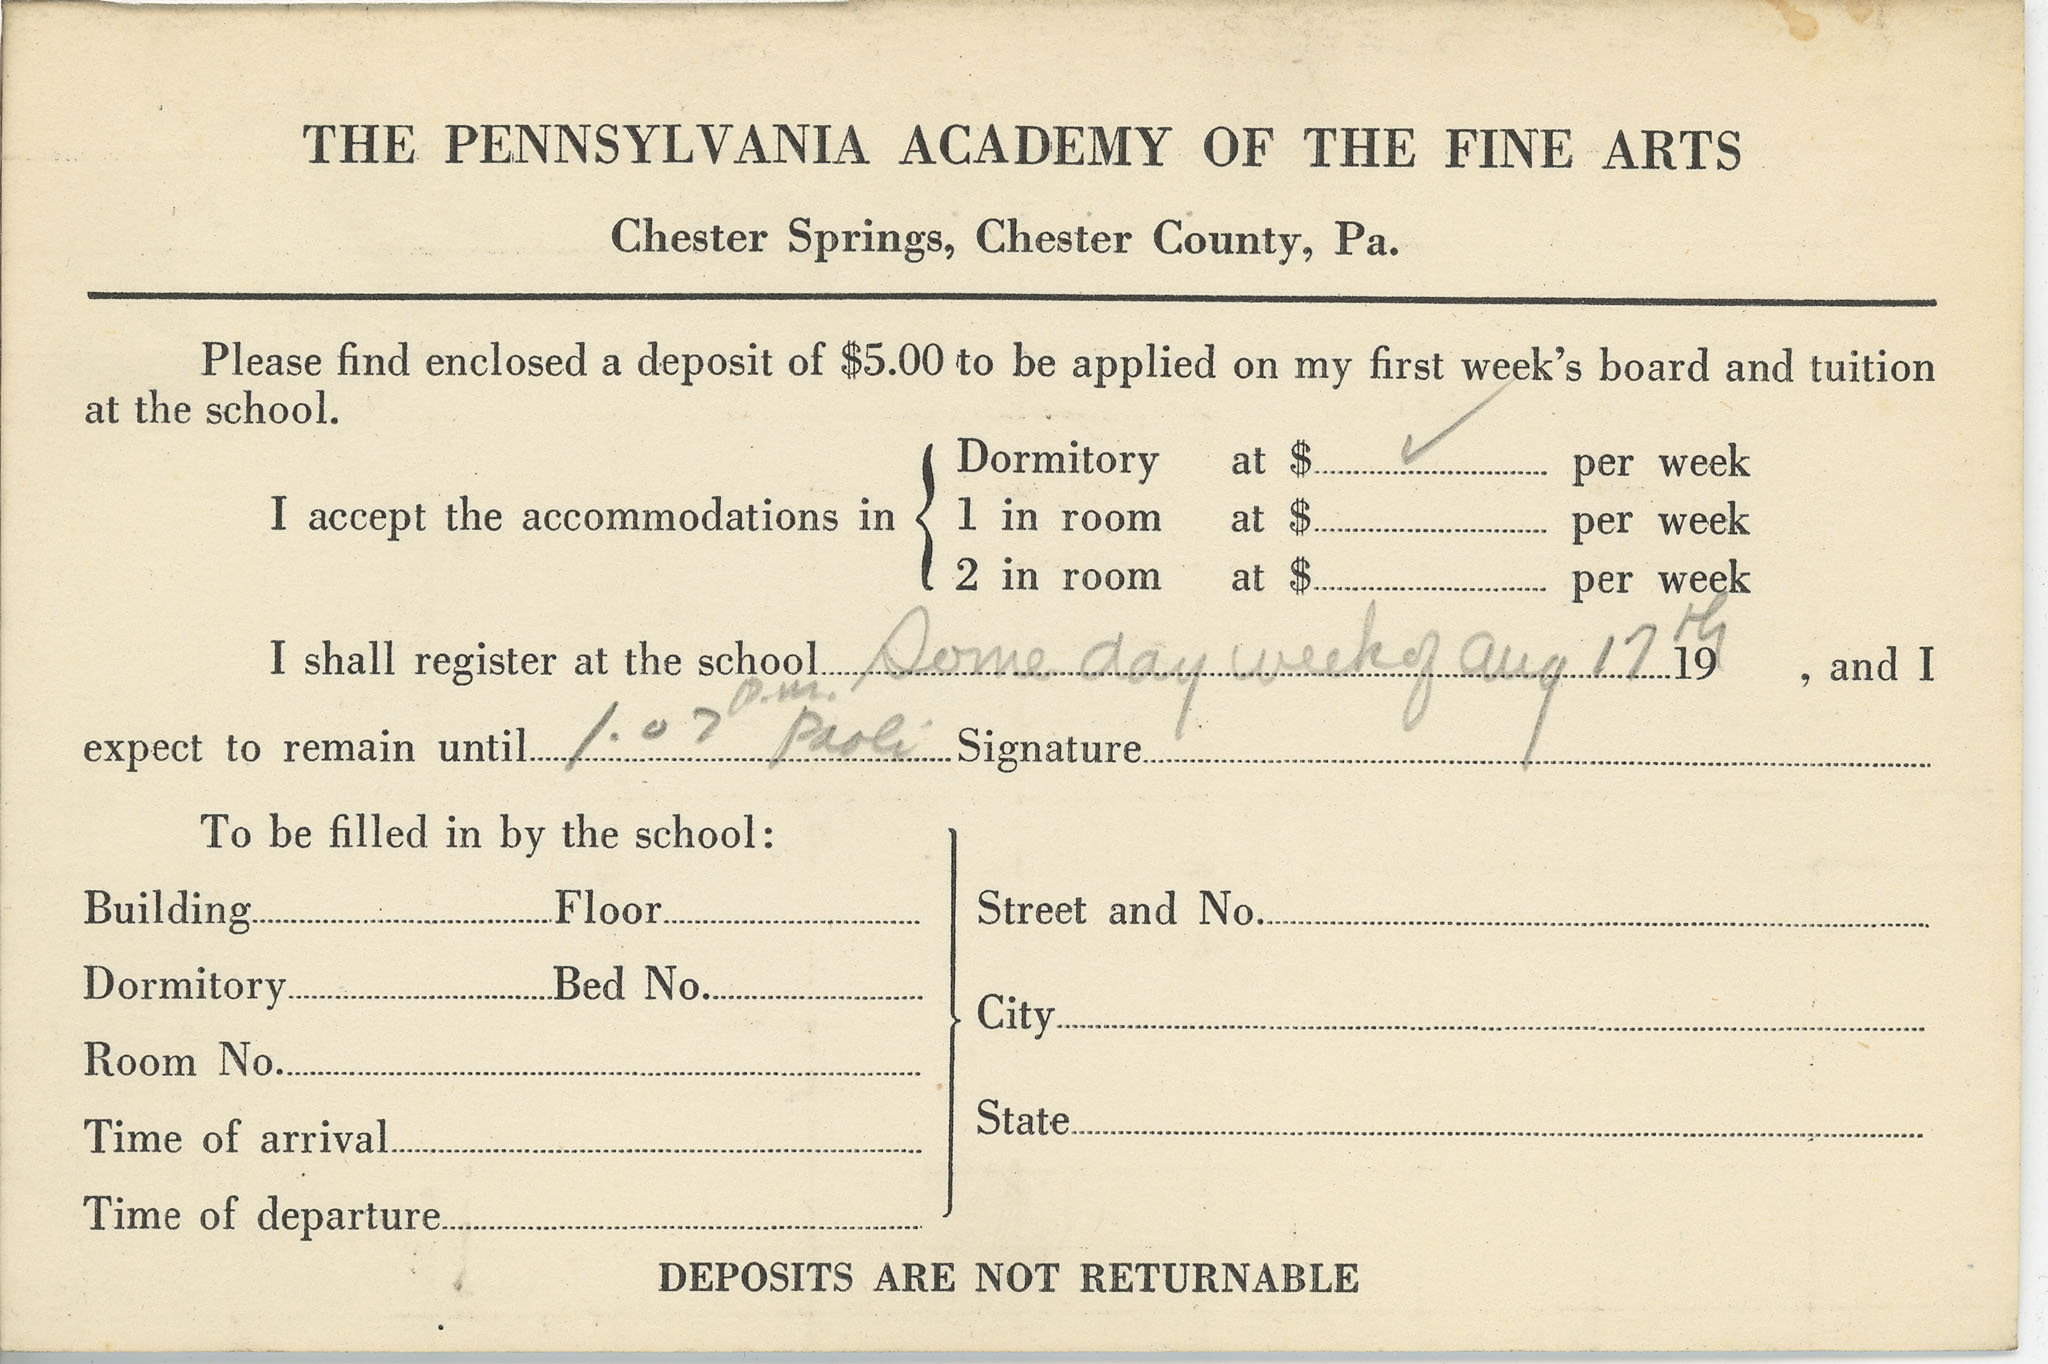 THE PENNSYLVANIA ACADEMY OF THE FINE ARTS
Chester Springs, Chester County, Pa.
Please find enclosed a deposit of $5.00 to be applied on my first week's board and tuition
at the school.
Dormitory at $ ✓ per week
I accept the accommodations in { 1 in room at $ per week
2 in room at $ per week
I shall register at the school Some day week of Aug 17th 19 , and I
expect to remain until 1.07 p.m. Paoli Signature
To be filled in by the school:
Building Floor Street and No.
Dormitory Bed No.
City
Room No.
State
Time of arrival
Time of departure
DEPOSITS ARE NOT RETURNABLE